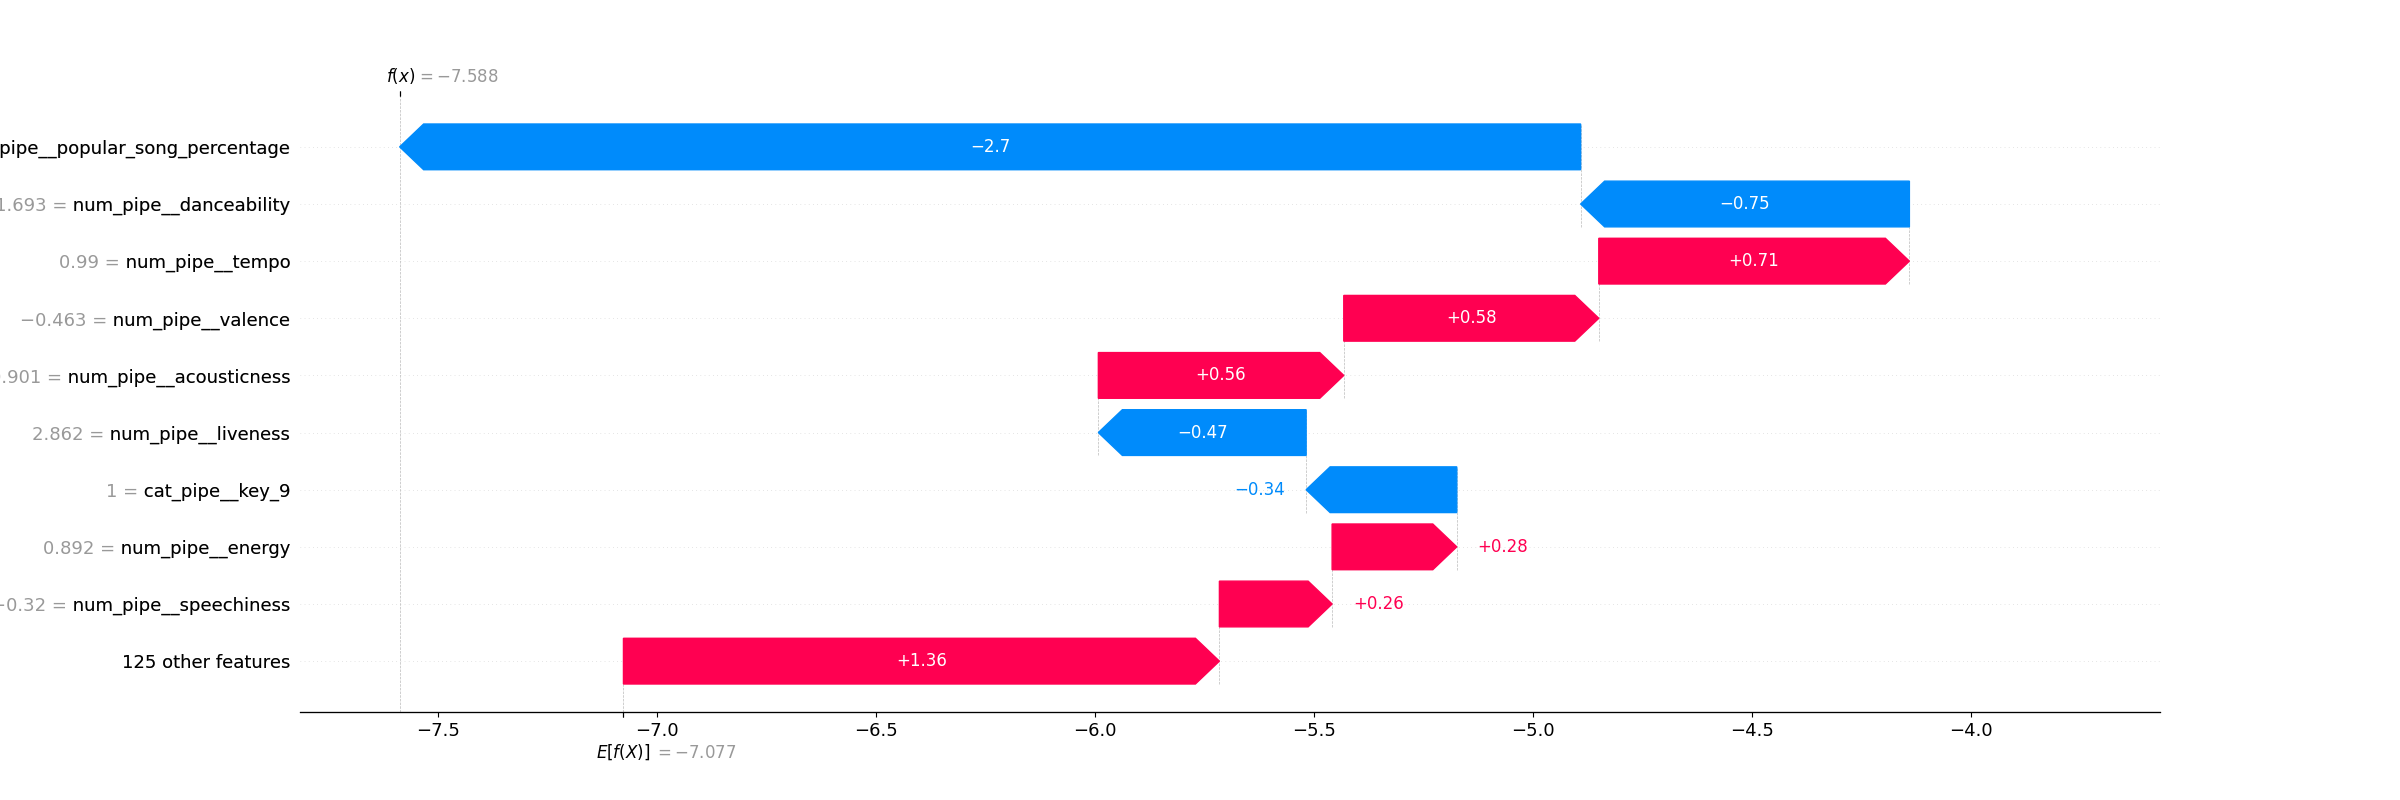 f(x) = −7.588
pipe__popular_song_percentage
−2.7
1.693 = num_pipe__danceability
−0.75
0.99 = num_pipe__tempo
+0.71
−0.463 = num_pipe__valence
+0.58
.901 = num_pipe__acousticness
+0.56
2.862 = num_pipe__liveness
−0.47
1 = cat_pipe__key_9
−0.34
0.892 = num_pipe__energy
+0.28
−0.32 = num_pipe__speechiness
+0.26
125 other features
+1.36
−7.5 −7.0 −6.5 −6.0 −5.5 −5.0 −4.5 −4.0
E[f(X)] = −7.077